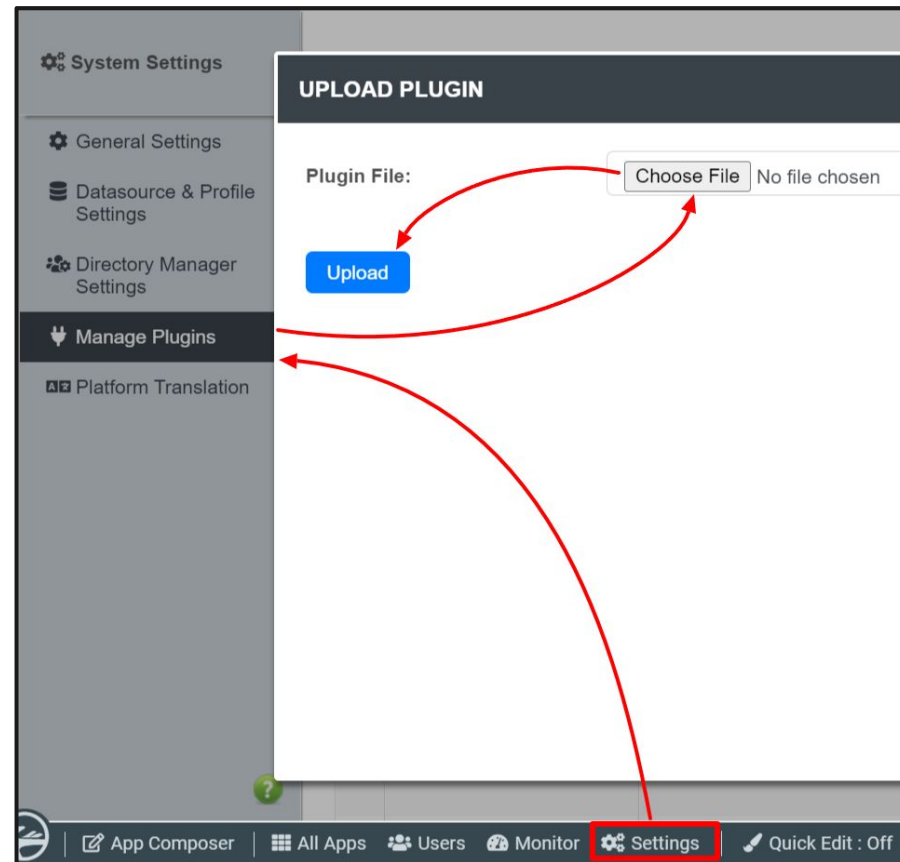 System Settings
UPLOAD PLUGIN
General Settings
Datasource & Profile
Settings
Directory Manager
Settings
Manage Plugins
Platform Translation
Plugin File:
Choose File No file chosen
Upload
?
App Composer
All Apps
Users
Monitor
Settings
Quick Edit : Off